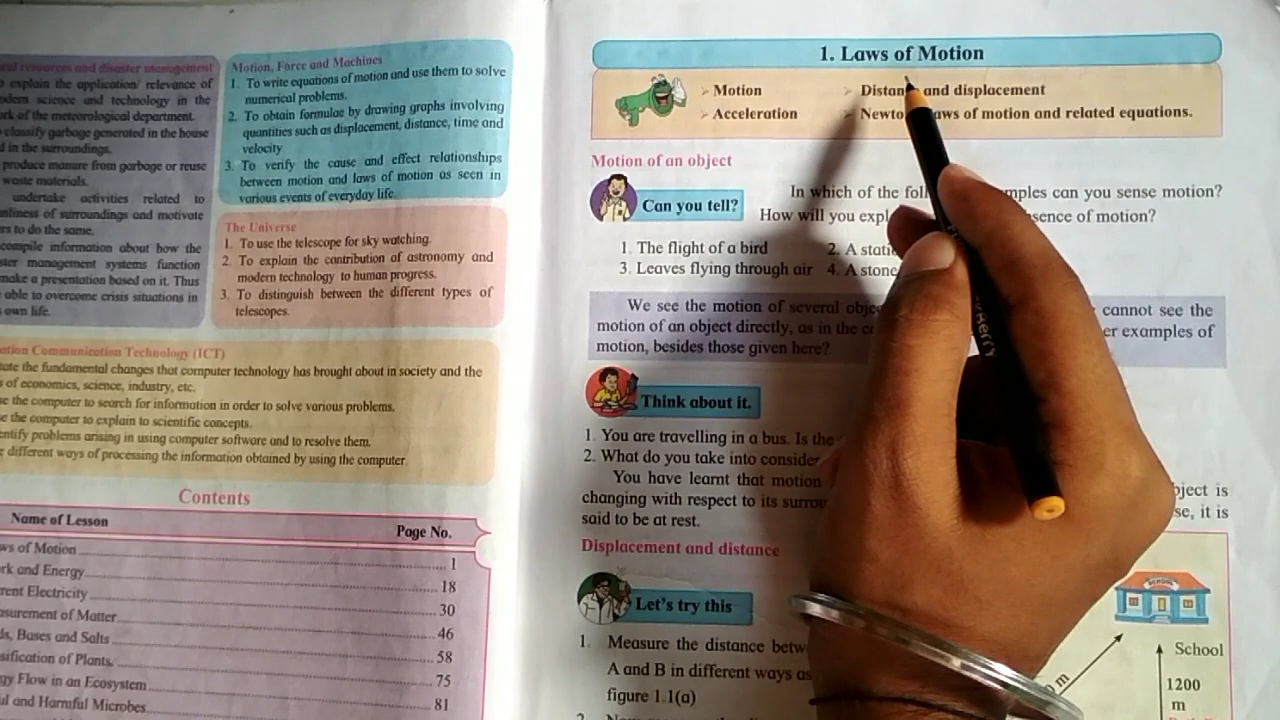 ral resources and disaster management
explain the application/ relevance of
odern science and technology in the
ork of the meteorological department.
classify garbage generated in the house
d in the surroundings.
produce manure from garbage or reuse
waste materials.
undertake activities related to
nliness of surroundings and motivate
rs to do the same.
compile information about how the
ster management systems function
make a presentation based on it. Thus
able to overcome crisis situations in
own life.
Motion, Force and Machines
1. To write equations of motion and use them to solve
numerical problems.
2. To obtain formulae by drawing graphs involving
quantities such as displacement, distance, time and
velocity
3. To verify the cause and effect relationships
between motion and laws of motion as seen in
various events of everyday life.
The Universe
1. To use the telescope for sky watching.
2. To explain the contribution of astronomy and
modern technology to human progress.
3. To distinguish between the different types of
telescopes.
ation Communication Technology (ICT)
tate the fundamental changes that computer technology has brought about in society and the
s of economics, science, industry, etc.
se the computer to search for information in order to solve various problems.
e the computer to explain to scientific concepts.
entify problems arising in using computer software and to resolve them.
e different ways of processing the information obtained by using the computer.
Contents
Name of Lesson Page No.
ws of Motion 1
rk and Energy 18
rrent Electricity 30
asurement of Matter 46
ds, Bases and Salts 58
sification of Plants 75
gy Flow in an Ecosystem 81
ul and Harmful Microbes
1. Laws of Motion
Motion
Distan and displacement
Acceleration
Newto aws of motion and related equations.
Motion of an object
Can you tell?
In which of the foll mples can you sense motion?
How will you expl sence of motion?
1. The flight of a bird 2. A stati
3. Leaves flying through air 4. A stone
We see the motion of several obje cannot see the
motion of an object directly, as in the ca er examples of
motion, besides those given here?
Think about it.
1. You are travelling in a bus. Is the
2. What do you take into consider
You have learnt that motion bject is
changing with respect to its surrou se, it is
said to be at rest.
Displacement and distance
Let's try this
1. Measure the distance betw
A and B in different ways as
figure 1.1(a)
SCHOOL
School
1200
m
0 m